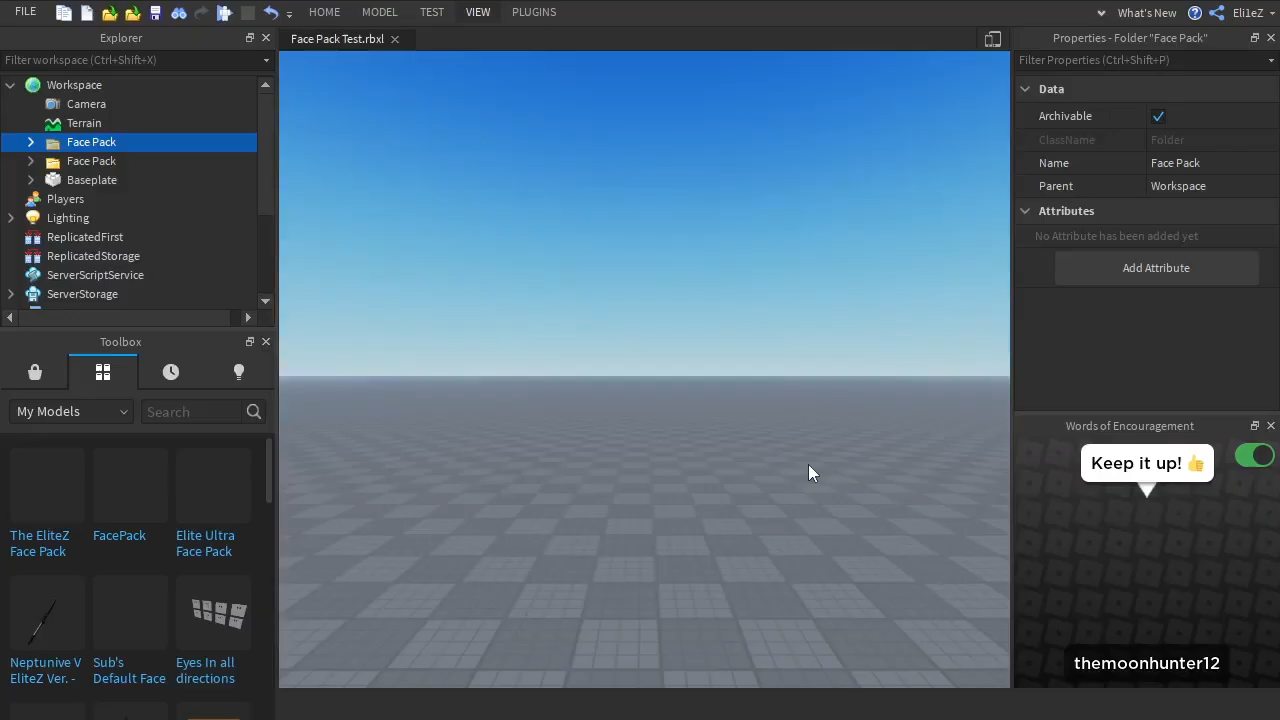 FILE
HOME
MODEL
TEST
VIEW
PLUGINS
What's New
Eli1eZ
Explorer
Filter workspace (Ctrl+Shift+X)
Workspace
Camera
Terrain
Face Pack
Face Pack
Baseplate
Players
Lighting
ReplicatedFirst
ReplicatedStorage
ServerScriptService
ServerStorage
Toolbox
My Models
Search
The EliteZ
Face Pack
FacePack
Elite Ultra
Face Pack
Neptunive V
EliteZ Ver. -
Sub's
Default Face
Eyes In all
directions
Face Pack Test.rbxl
Properties - Folder "Face Pack"
Filter Properties (Ctrl+Shift+P)
Data
Archivable
ClassName Folder
Name Face Pack
Parent Workspace
Attributes
No Attribute has been added yet
Add Attribute
Words of Encouragement
Keep it up! 👍
themoonhunter12